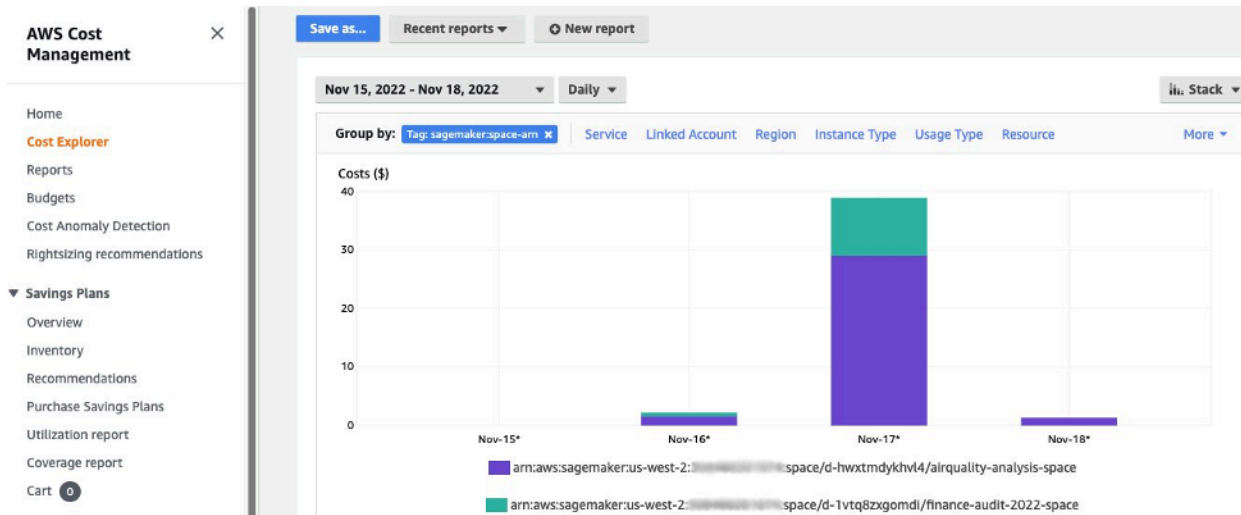 AWS Cost
Management
Home
Cost Explorer
Reports
Budgets
Cost Anomaly Detection
Rightsizing recommendations
Savings Plans
Overview
Inventory
Recommendations
Purchase Savings Plans
Utilization report
Coverage report
Cart 0
Save as... Recent reports New report
Nov 15, 2022 - Nov 18, 2022 Daily Stack
Group by: Tag: sagemaker:space-arn × Service Linked Account Region Instance Type Usage Type Resource More
Costs ($)
40
30
20
10
0
Nov-15* Nov-16* Nov-17* Nov-18*
arn:aws:sagemaker:us-west-2: :space/d-hwxtmdykhvl4/airquality-analysis-space
arn:aws:sagemaker:us-west-2: :space/d-1vtq8zxgomdi/finance-audit-2022-space